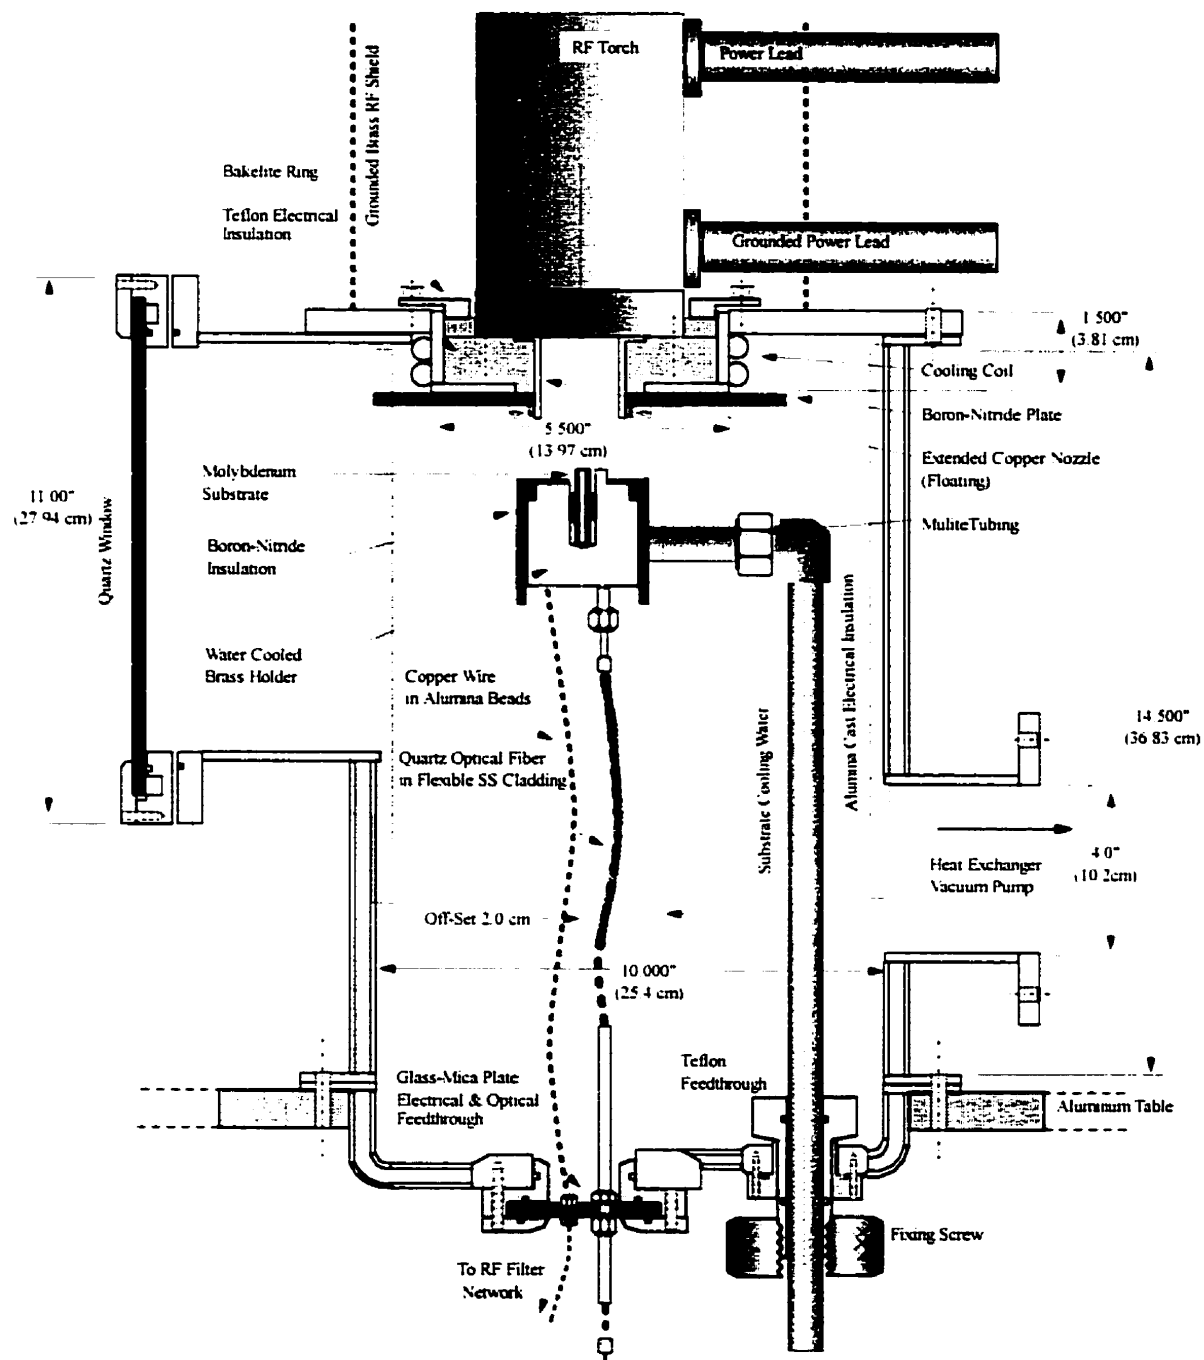 RF Torch
Power Lead
Grounded Brass RF Shield
Bakelite Ring
Teflon Electrical
Insulation
Grounded Power Lead
1 500"
(3.81 cm)
Cooling Coil
Boron-Nitride Plate
5 500"
(13 97 cm)
Extended Copper Nozzle
(Floating)
Molybdenum
Substrate
11 00"
(27 94 cm)
Quartz Window
Mulite Tubing
Boron-Nitride
Insulation
Water Cooled
Brass Holder
Copper Wire
in Alumina Beads
Substrate Cooling Water
Alumina Cast Electrical Insulation
14 500"
(36 83 cm)
Quartz Optical Fiber
in Flexible SS Cladding
Heat Exchanger
Vacuum Pump
4 0"
(10 2cm)
Off-Set 2.0 cm
10 000"
(25 4 cm)
Teflon
Feedthrough
Glass-Mica Plate
Electrical & Optical
Feedthrough
Aluminum Table
Fixing Screw
To RF Filter
Network